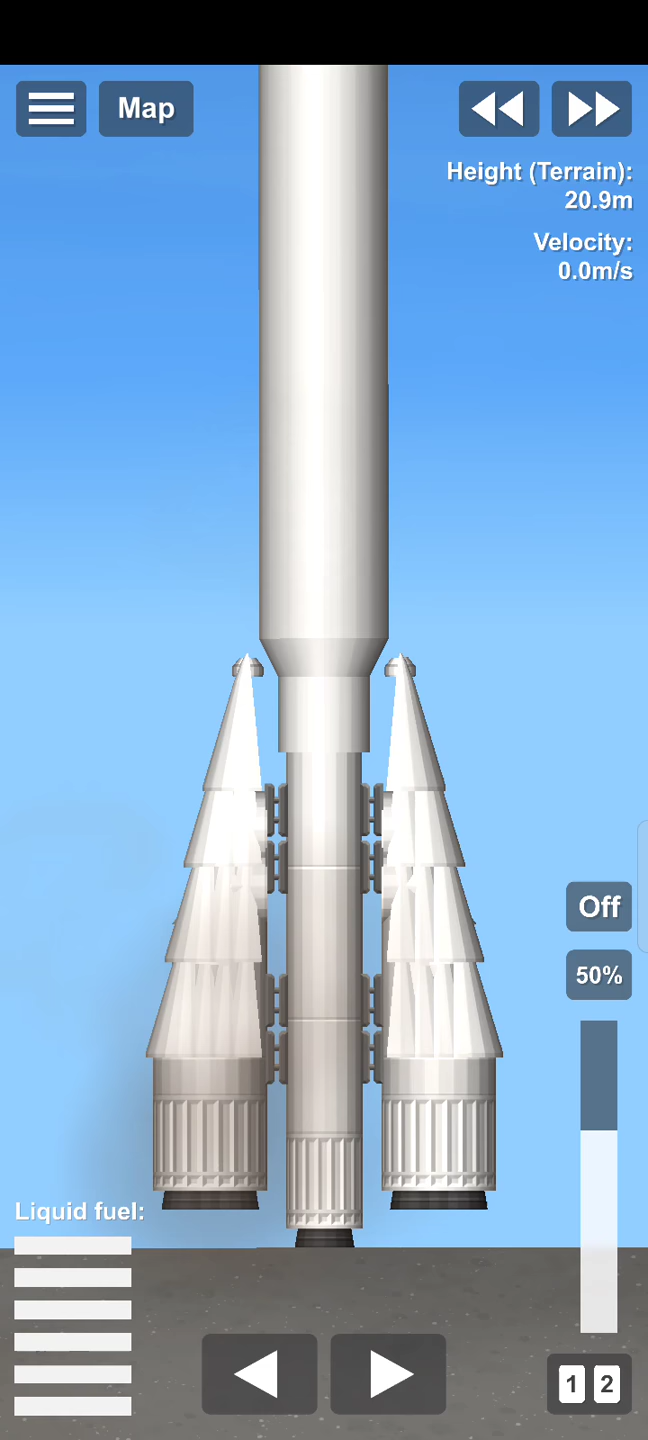 Map
Height (Terrain):
20.9m
Velocity:
0.0m/s
Off
50%
Liquid fuel:
1 2